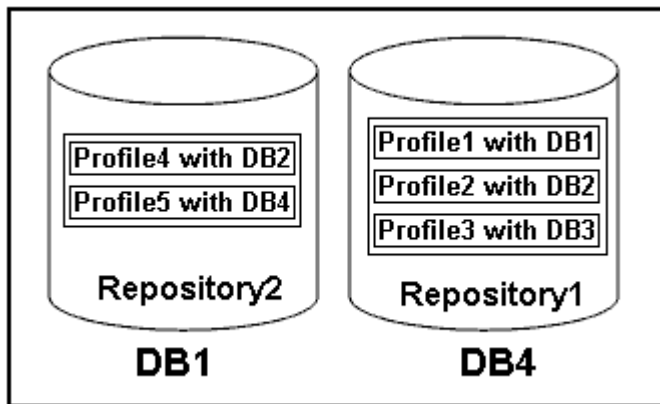 Profile4 with DB2
Profile5 with DB4
Repository2
DB1
Profile1 with DB1
Profile2 with DB2
Profile3 with DB3
Repository1
DB4